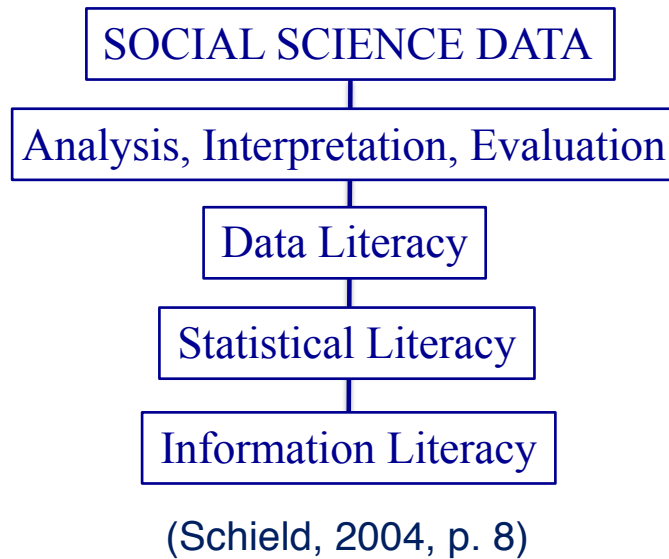 SOCIAL SCIENCE DATA
Analysis, Interpretation, Evaluation
Data Literacy
Statistical Literacy
Information Literacy
(Schield, 2004, p. 8)